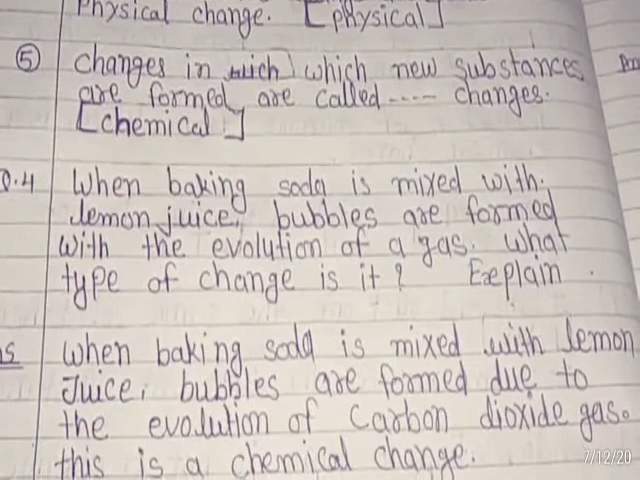 Physical change. [physical]
⑤ changes in which which new substances
are formed are called ---- changes.
[chemical.]
Q.4 When baking soda is mixed with.
lemon juice, bubbles are formed
with the evolution of a gas. what
type of change is it? Explain.
s When baking soda is mixed with lemon
Juice, bubbles are formed due to
the evolution of Carbon dioxide gas.
this is a chemical change.
7/12/20